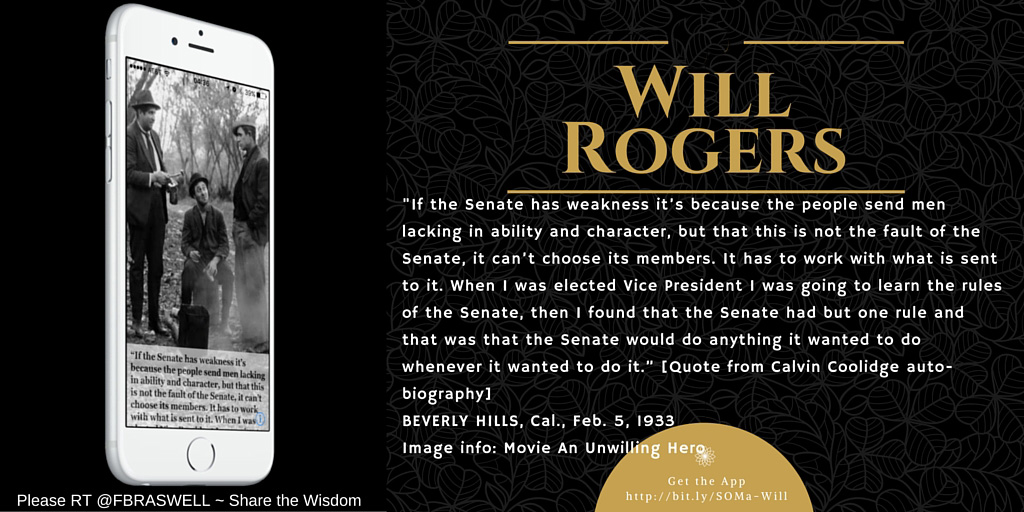 39%
"If the Senate has weakness it's
because the people send men lacking
in ability and character, but that this
is not the fault of the Senate, it can't
choose its members. It has to work
with what is sent to it. When I was
Please RT @FBRASWELL ~ Share the Wisdom
WILL
ROGERS
"If the Senate has weakness it's because the people send men
lacking in ability and character, but that this is not the fault of the
Senate, it can't choose its members. It has to work with what is sent
to it. When I was elected Vice President I was going to learn the rules
of the Senate, then I found that the Senate had but one rule and
that was that the Senate would do anything it wanted to do
whenever it wanted to do it." [Quote from Calvin Coolidge auto-
biography]
BEVERLY HILLS, Cal., Feb. 5, 1933
Image info: Movie An Unwilling Hero
Get the App
http://bit.ly/SOMa-Will